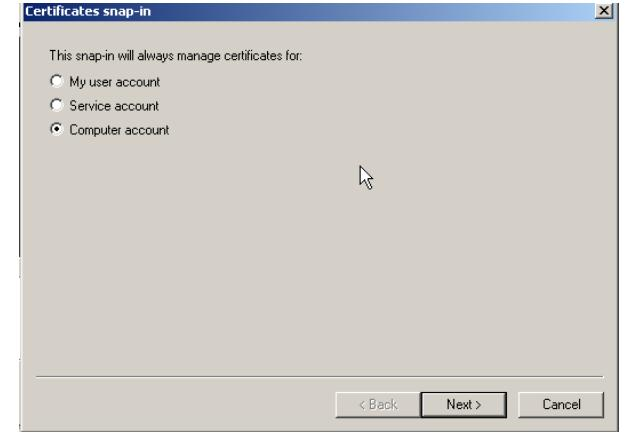 Certificates snap-in
This snap-in will always manage certificates for:
My user account
Service account
Computer account
< Back Next > Cancel